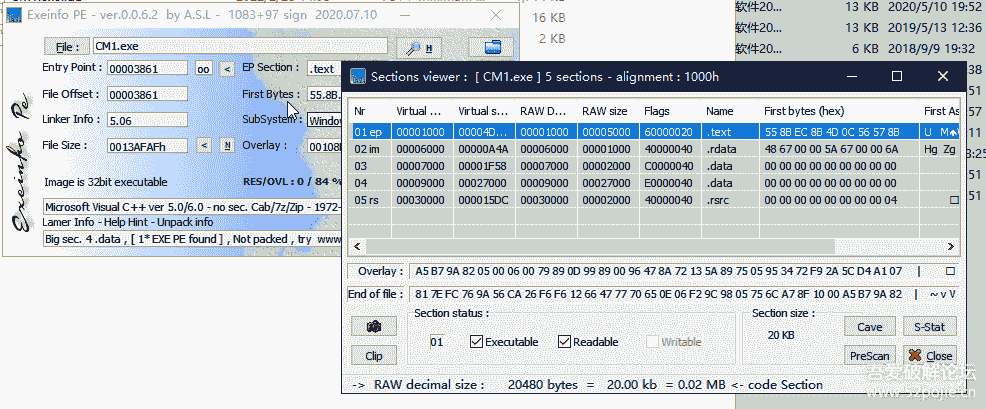 Exeinfo PE - ver.0.0.6.2 by A.S.L - 1083+97 sign 2020.07.10
File : CM1.exe H
Entry Point : 00003861 oo < EP Section : .text
File Offset : 00003861 First Bytes : 55.8B.
Linker Info : 5.06 SubSystem : Window
File Size : 0013AFAFh < N Overlay : 00108
Image is 32bit executable RES/OVL : 0 / 84 %
Microsoft Visual C++ ver 5.0/6.0 - no sec. Cab/7z/Zip - 1972-
Lamer Info - Help Hint - Unpack info
Big sec. 4 .data , [ 1* EXE PE found ] , Not packed , try www
Exeinfo Pe
16 KB
2 KB
软件20... 13 KB 2020/5/10 19:52
软件20... 13 KB 2019/5/13 12:36
软件20... 6 KB 2018/9/9 19:32
Sections viewer : [ CM1.exe ] 5 sections - alignment : 1000h
Nr Virtual ... Virtual s... RAW D... RAW size Flags Name First bytes (hex) First As
01 ep 00001000 00004D... 00001000 00005000 60000020 .text 55 8B EC 8B 4D 0C 56 57 8B U M
02 im 00006000 00000A4A 00006000 00001000 40000040 .rdata 48 67 00 00 5A 67 00 00 6A Hg Zg
03 00007000 00001F58 00007000 00002000 C0000040 .data 00 00 00 00 00 00 00 00 00
04 00009000 00027000 00009000 00027000 E0000040 .data 00 00 00 00 00 00 00 00 00
05 rs 00030000 000015DC 00030000 00002000 40000040 .rsrc 00 00 00 00 00 00 00 00 04
Overlay : A5 B7 9A 82 05 00 06 00 79 89 0D 99 89 00 96 47 8A 72 13 5A 89 75 05 95 34 72 F9 2A 5C D4 A1 07
End of file : 81 7E FC 76 9A 56 CA 26 F6 F6 12 66 47 77 70 65 0E 06 F2 9C 98 05 75 6C A7 8F 10 00 A5 B7 9A 82 ~ v V
Section status :
01 Executable Readable Writable
Clip
Section size :
20 KB
Cave S-Stat
PreScan Close
-> RAW decimal size : 20480 bytes = 20.00 kb = 0.02 MB <- code Section
吾爱破解论坛
www.52pojie.cn